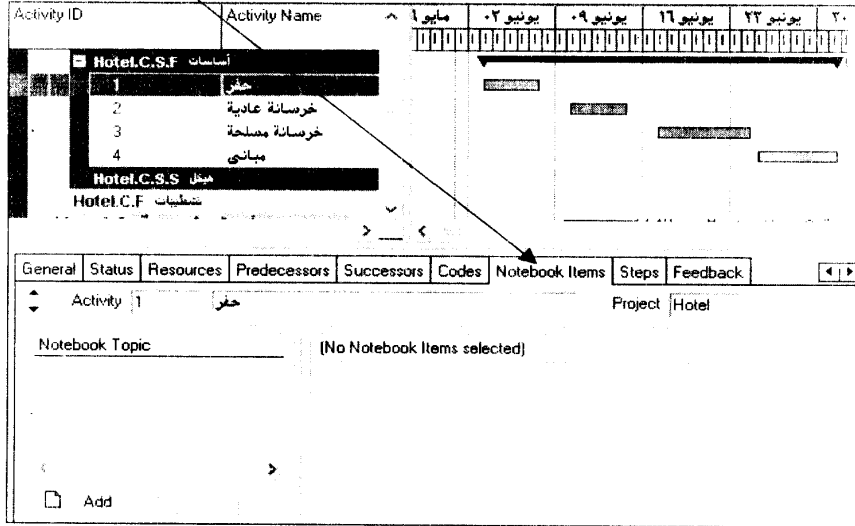 Activity ID Activity Name مايو يونيو ٠٢ يونيو ٠٩ يونيو ١٦ يونيو ٢٣ ٣٠
Hotel.C.S.F أساسات
1 حفر
2 خرسانة عادية
3 خرسانة مسلحة
4 مبانى
Hotel.C.S.S هيكل
Hotel.C.F تشطيبات
General Status Resources Predecessors Successors Codes Notebook Items Steps Feedback
Activity 1 حفر Project Hotel
Notebook Topic (No Notebook Items selected)
Add